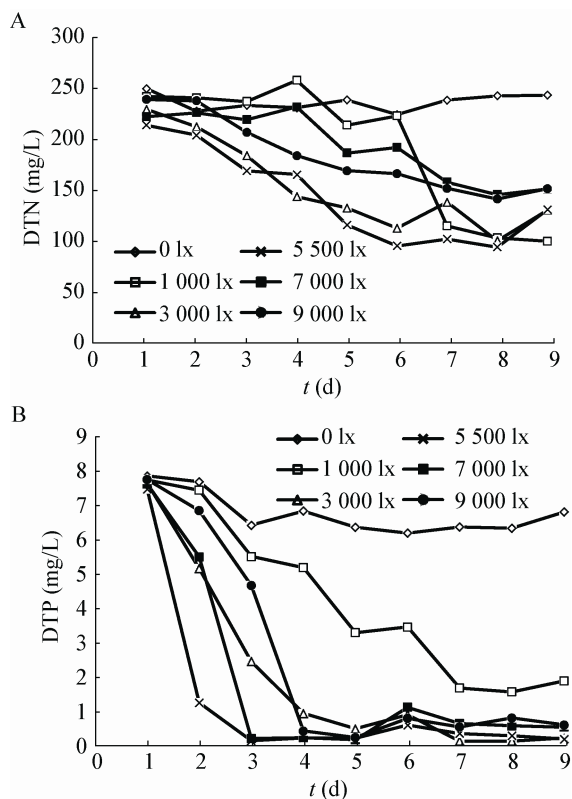 A
300
250
200
150
100
50
0
DTN (mg/L)
0 lx 5 500 lx
1 000 lx 7 000 lx
3 000 lx 9 000 lx
0 1 2 3 4 5 6 7 8 9
t (d)
B
9
8
7
6
5
4
3
2
1
0
DTP (mg/L)
0 lx 5 500 lx
1 000 lx 7 000 lx
3 000 lx 9 000 lx
0 1 2 3 4 5 6 7 8 9
t (d)